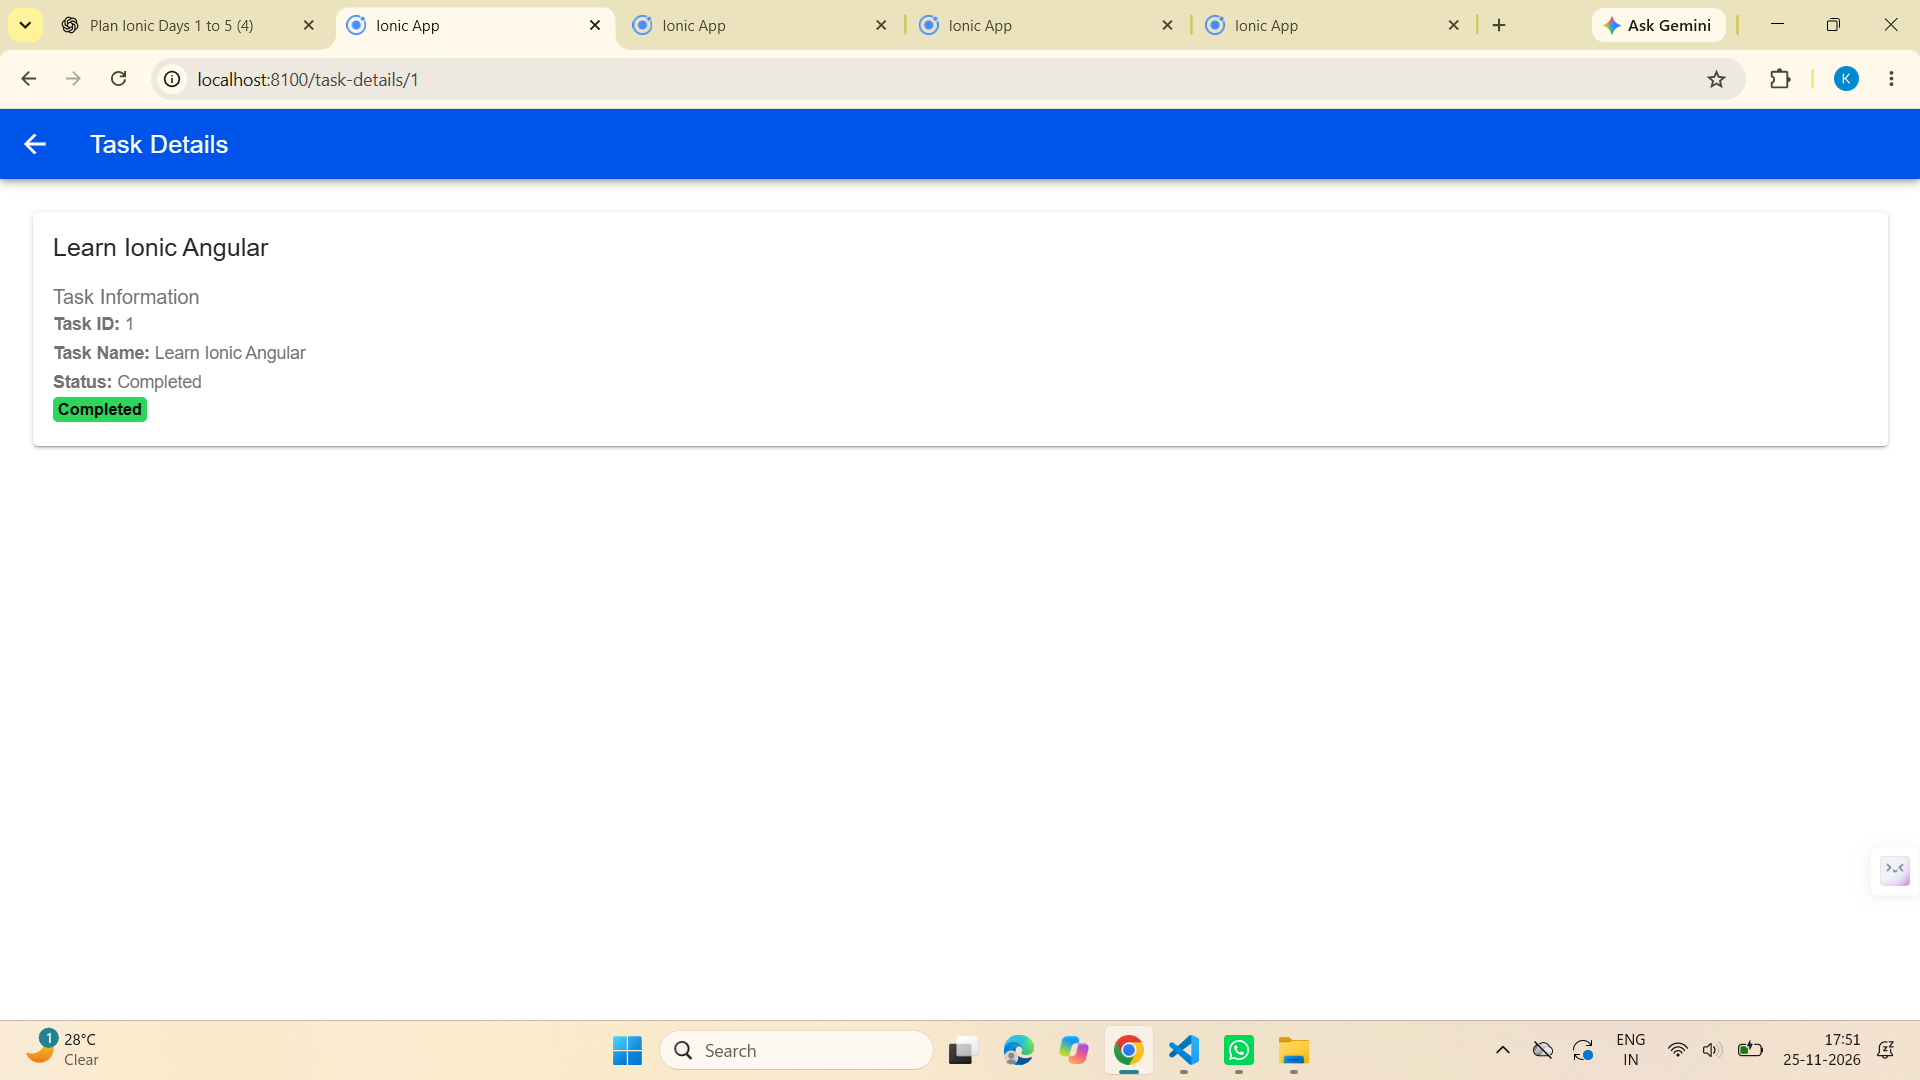 Plan Ionic Days 1 to 5 (4)
Ionic App
Ionic App
Ionic App
Ionic App
Ask Gemini
localhost:8100/task-details/1
K
Task Details
Learn Ionic Angular
Task Information
Task ID: 1
Task Name: Learn Ionic Angular
Status: Completed
Completed
1
28°C
Clear
Search
ENG
IN
17:51
25-11-2026